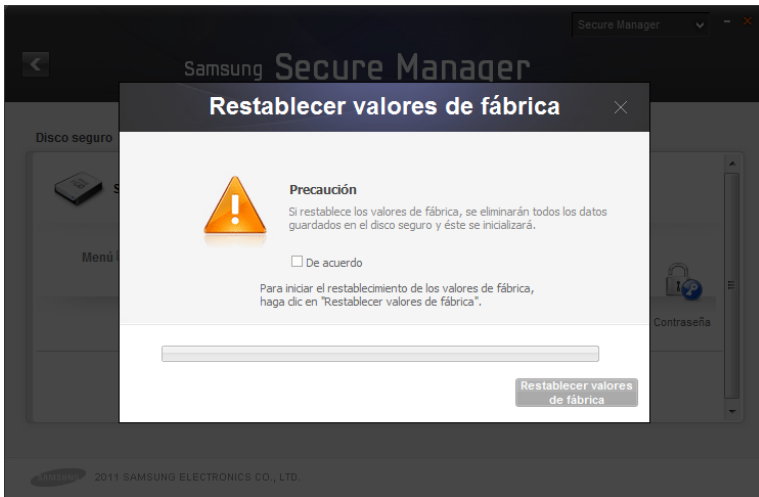 Secure Manager
Samsung Secure Manager
Restablecer valores de fábrica
Disco seguro
Precaución
Si restablece los valores de fábrica, se eliminarán todos los datos
guardados en el disco seguro y éste se inicializará.
Menú
De acuerdo
Para iniciar el restablecimiento de los valores de fábrica,
haga clic en "Restablecer valores de fábrica".
Contraseña
Restablecer valores
de fábrica
SAMSUNG 2011 SAMSUNG ELECTRONICS CO., LTD.